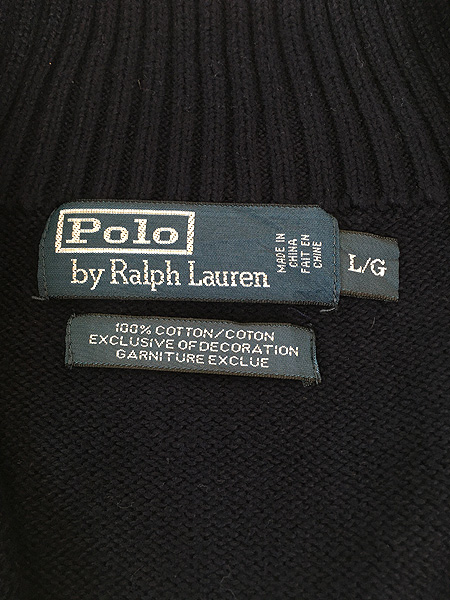 Polo
by Ralph Lauren
MADE IN
CHINA
FAIT EN
CHINE
L/G
100% COTTON/COTON
EXCLUSIVE OF DECORATION
GARNITURE EXCLUE